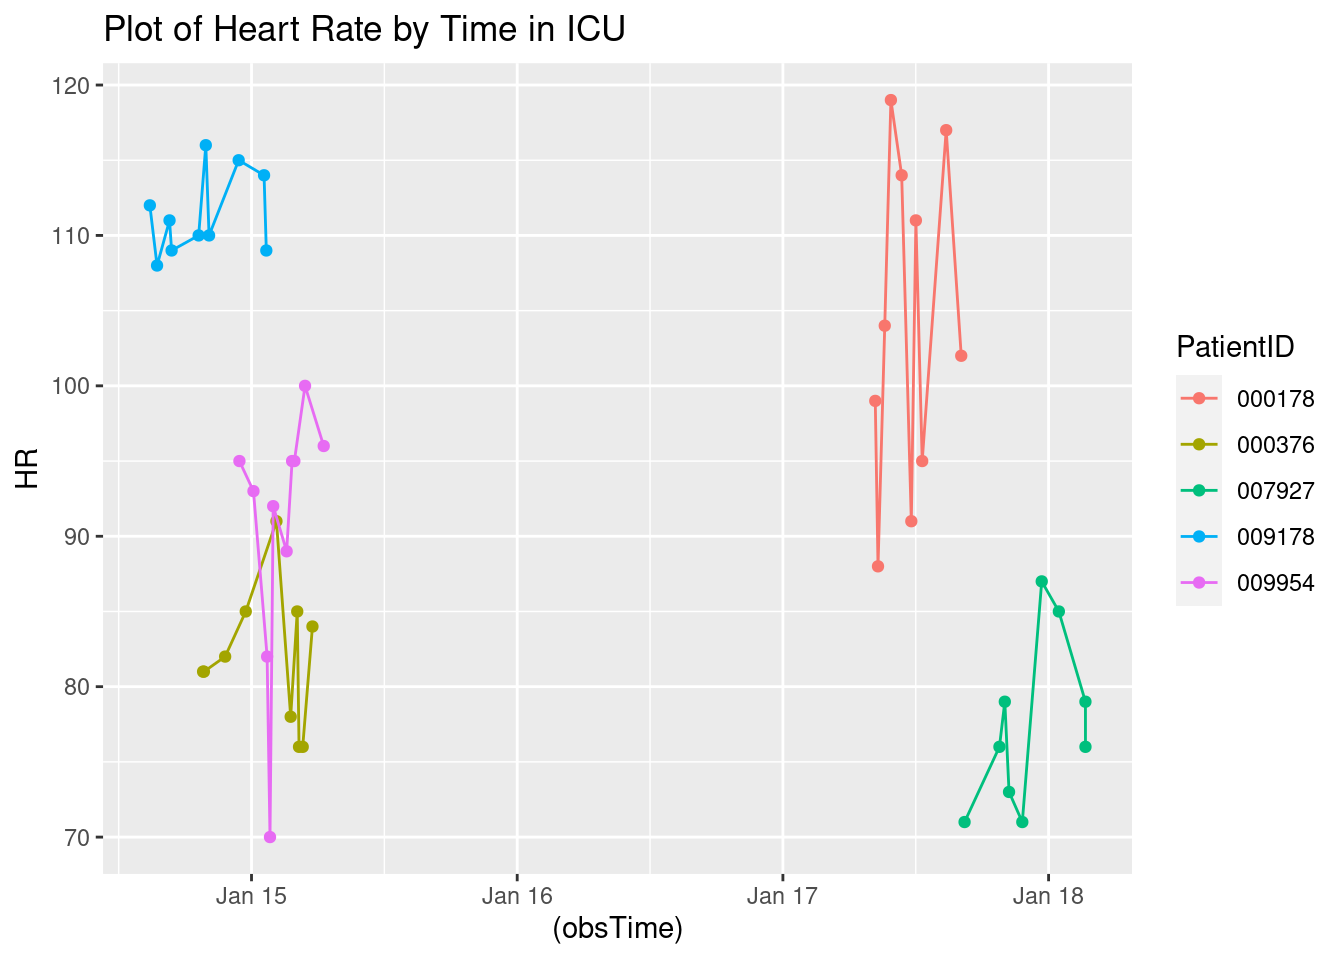 Plot of Heart Rate by Time in ICU
120
110
100
90
80
70
HR
Jan 15
Jan 16
Jan 17
Jan 18
(obsTime)
PatientID
000178
000376
007927
009178
009954